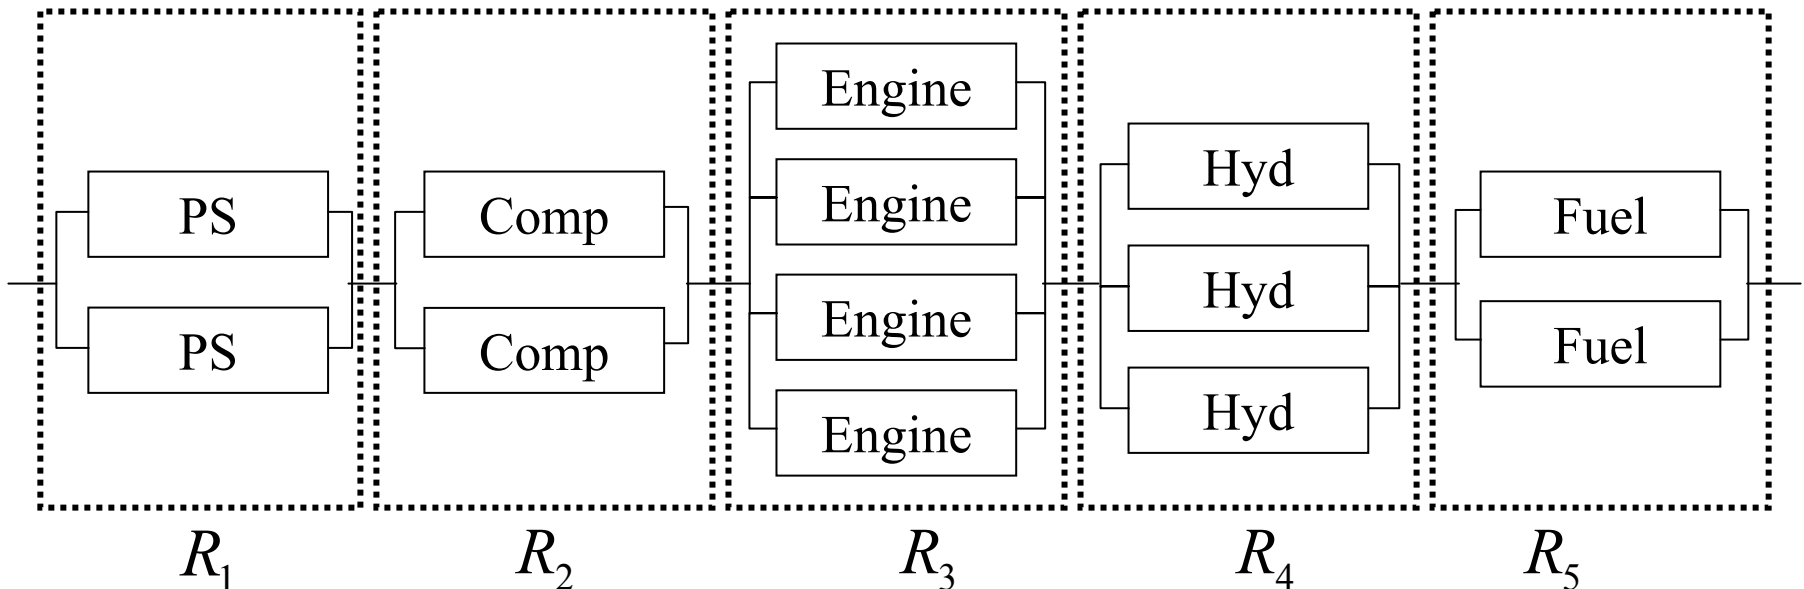 PS
PS
Comp
Comp
Engine
Engine
Engine
Engine
Hyd
Hyd
Hyd
Fuel
Fuel
R₁ R₂ R₃ R₄ R₅